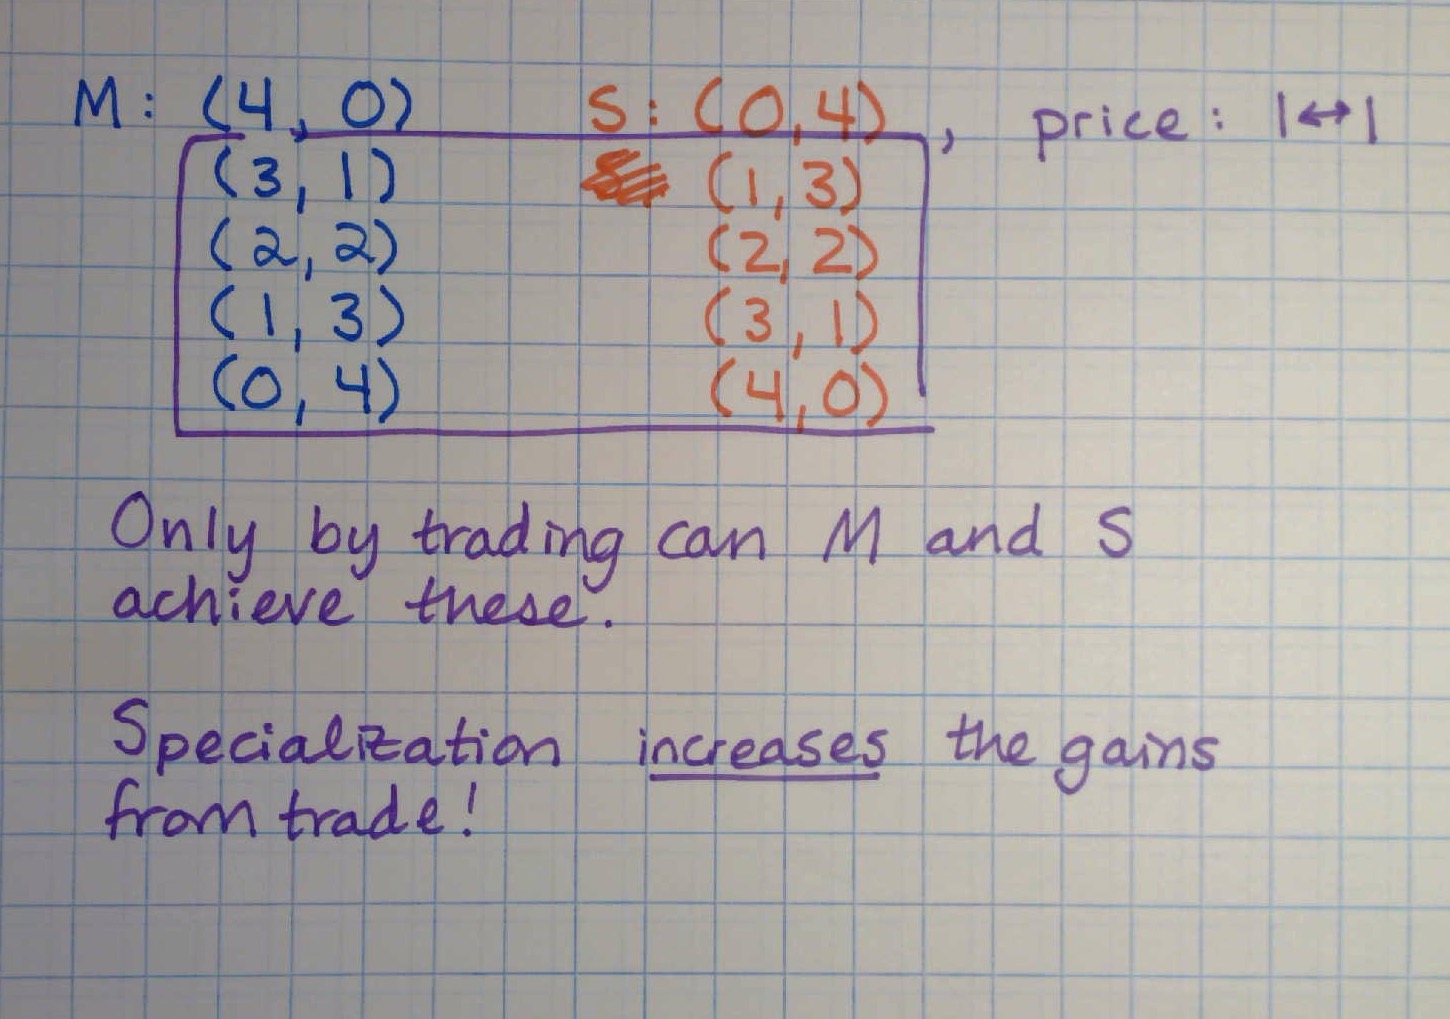 M: (4, 0) S: (0,4), price: 1↔1
(3, 1) (1, 3)
(2, 2) (2, 2)
(1, 3) (3, 1)
(0, 4) (4, 0)
Only by trading can M and S
achieve these.
Specialization increases the gains
from trade!